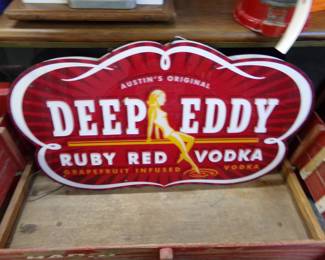 AUSTIN'S ORIGINAL
DEEP EDDY
RUBY RED VODKA
GRAPEFRUIT INFUSED VODKA